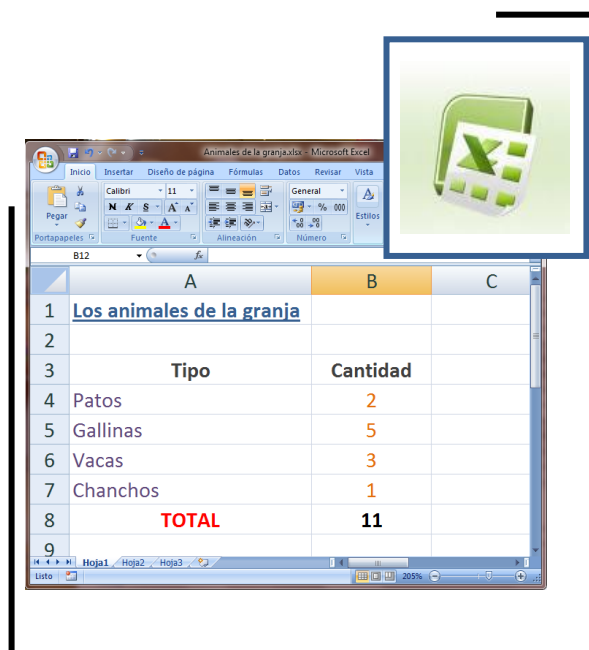 Animales de la granja.xlsx - Microsoft Excel
Inicio Insertar Diseño de página Fórmulas Datos Revisar Vista
Pegar
Calibri 11
General
N K S A A
% 000
Estilos
Portapapeles Fuente Alineación Número
B12 fx
A B C
1 Los animales de la granja
2
3 Tipo Cantidad
4 Patos 2
5 Gallinas 5
6 Vacas 3
7 Chanchos 1
8 TOTAL 11
9
Hoja1 Hoja2 Hoja3
Listo 205%